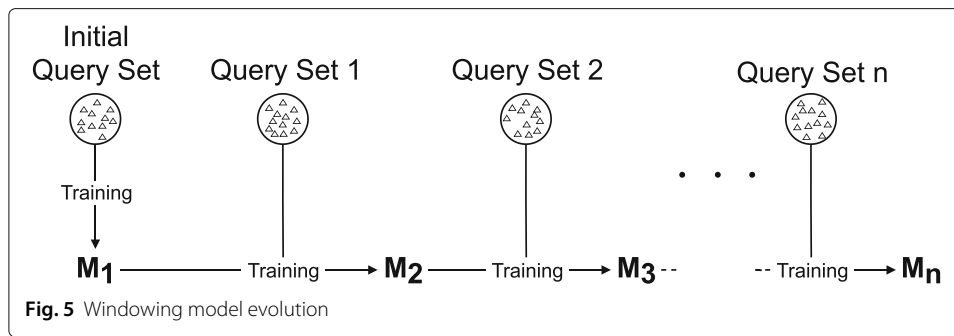 Initial
Query Set
Query Set 1
Query Set 2
Query Set n
Training
. . .
M1
Training
M2
Training
M3
--
--
Training
Mn
Fig. 5 Windowing model evolution